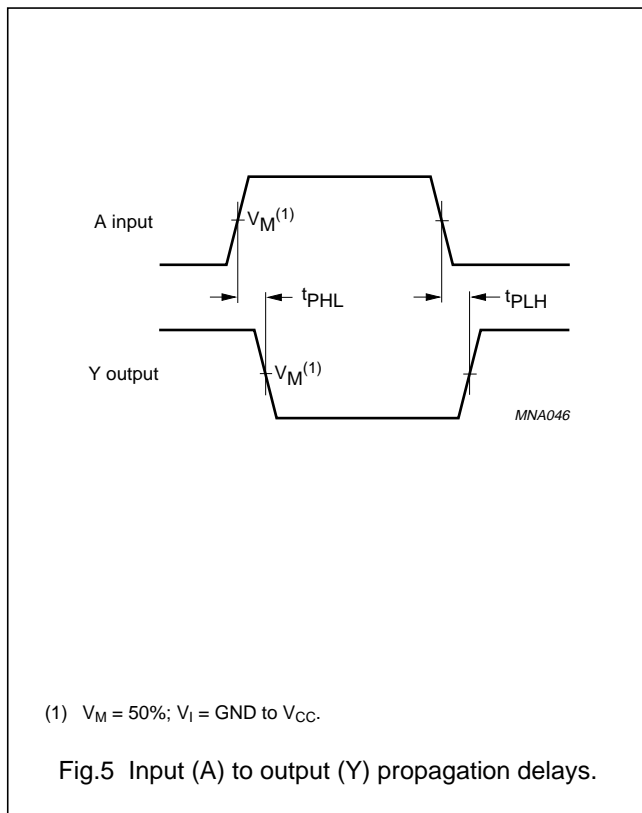 A input
V_M(1)
t_PHL
t_PLH
Y output
V_M(1)
MNA046
(1) V_M = 50%; V_I = GND to V_CC.
Fig.5 Input (A) to output (Y) propagation delays.